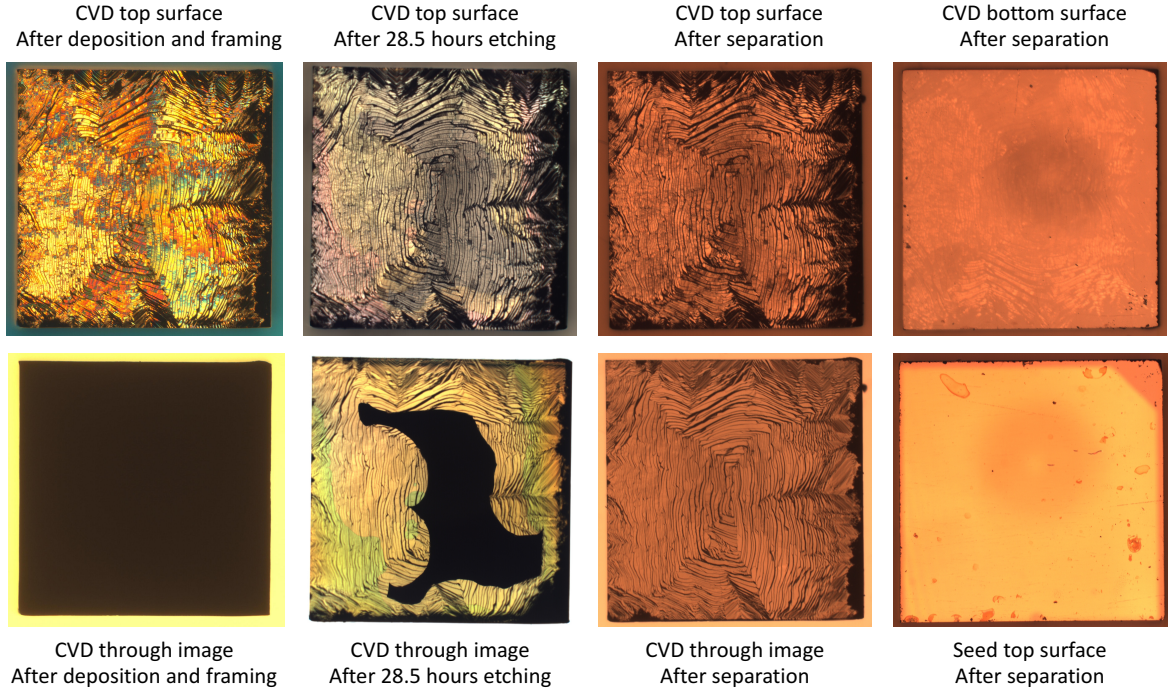 CVD top surface
After deposition and framing
CVD top surface
After 28.5 hours etching
CVD top surface
After separation
CVD bottom surface
After separation
CVD through image
After deposition and framing
CVD through image
After 28.5 hours etching
CVD through image
After separation
Seed top surface
After separation